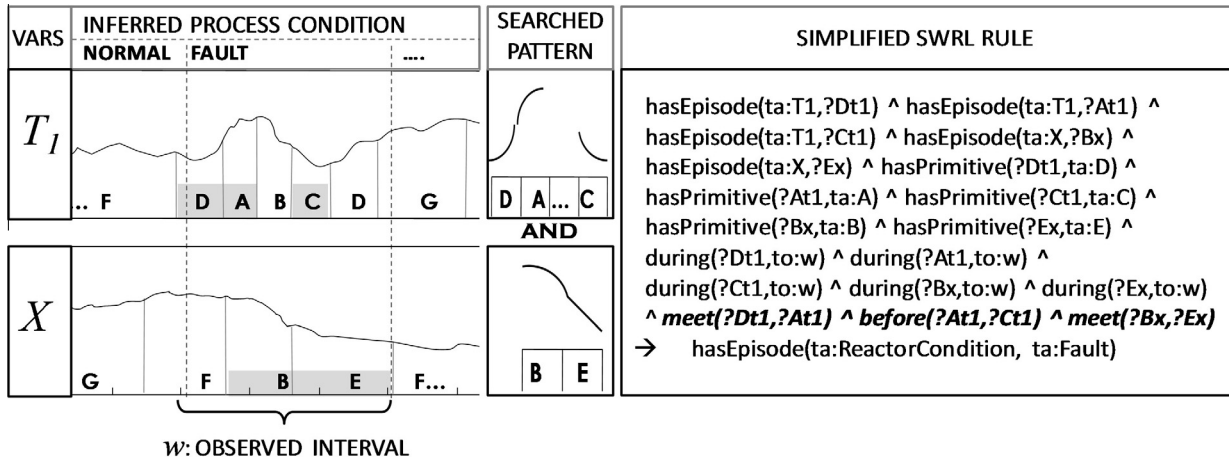 VARS
INFERRED PROCESS CONDITION
NORMAL FAULT ....
SEARCHED
PATTERN
SIMPLIFIED SWRL RULE
T1
... F D A B C D G
D A ... C
AND
X
G F B E F...
B E
w: OBSERVED INTERVAL
hasEpisode(ta:T1,?Dt1) ^ hasEpisode(ta:T1,?At1) ^
hasEpisode(ta:T1,?Ct1) ^ hasEpisode(ta:X,?Bx) ^
hasEpisode(ta:X,?Ex) ^ hasPrimitive(?Dt1,ta:D) ^
hasPrimitive(?At1,ta:A) ^ hasPrimitive(?Ct1,ta:C) ^
hasPrimitive(?Bx,ta:B) ^ hasPrimitive(?Ex,ta:E) ^
during(?Dt1,to:w) ^ during(?At1,to:w) ^
during(?Ct1,to:w) ^ during(?Bx,to:w) ^ during(?Ex,to:w)
^ meet(?Dt1,?At1) ^ before(?At1,?Ct1) ^ meet(?Bx,?Ex)
→ hasEpisode(ta:ReactorCondition, ta:Fault)